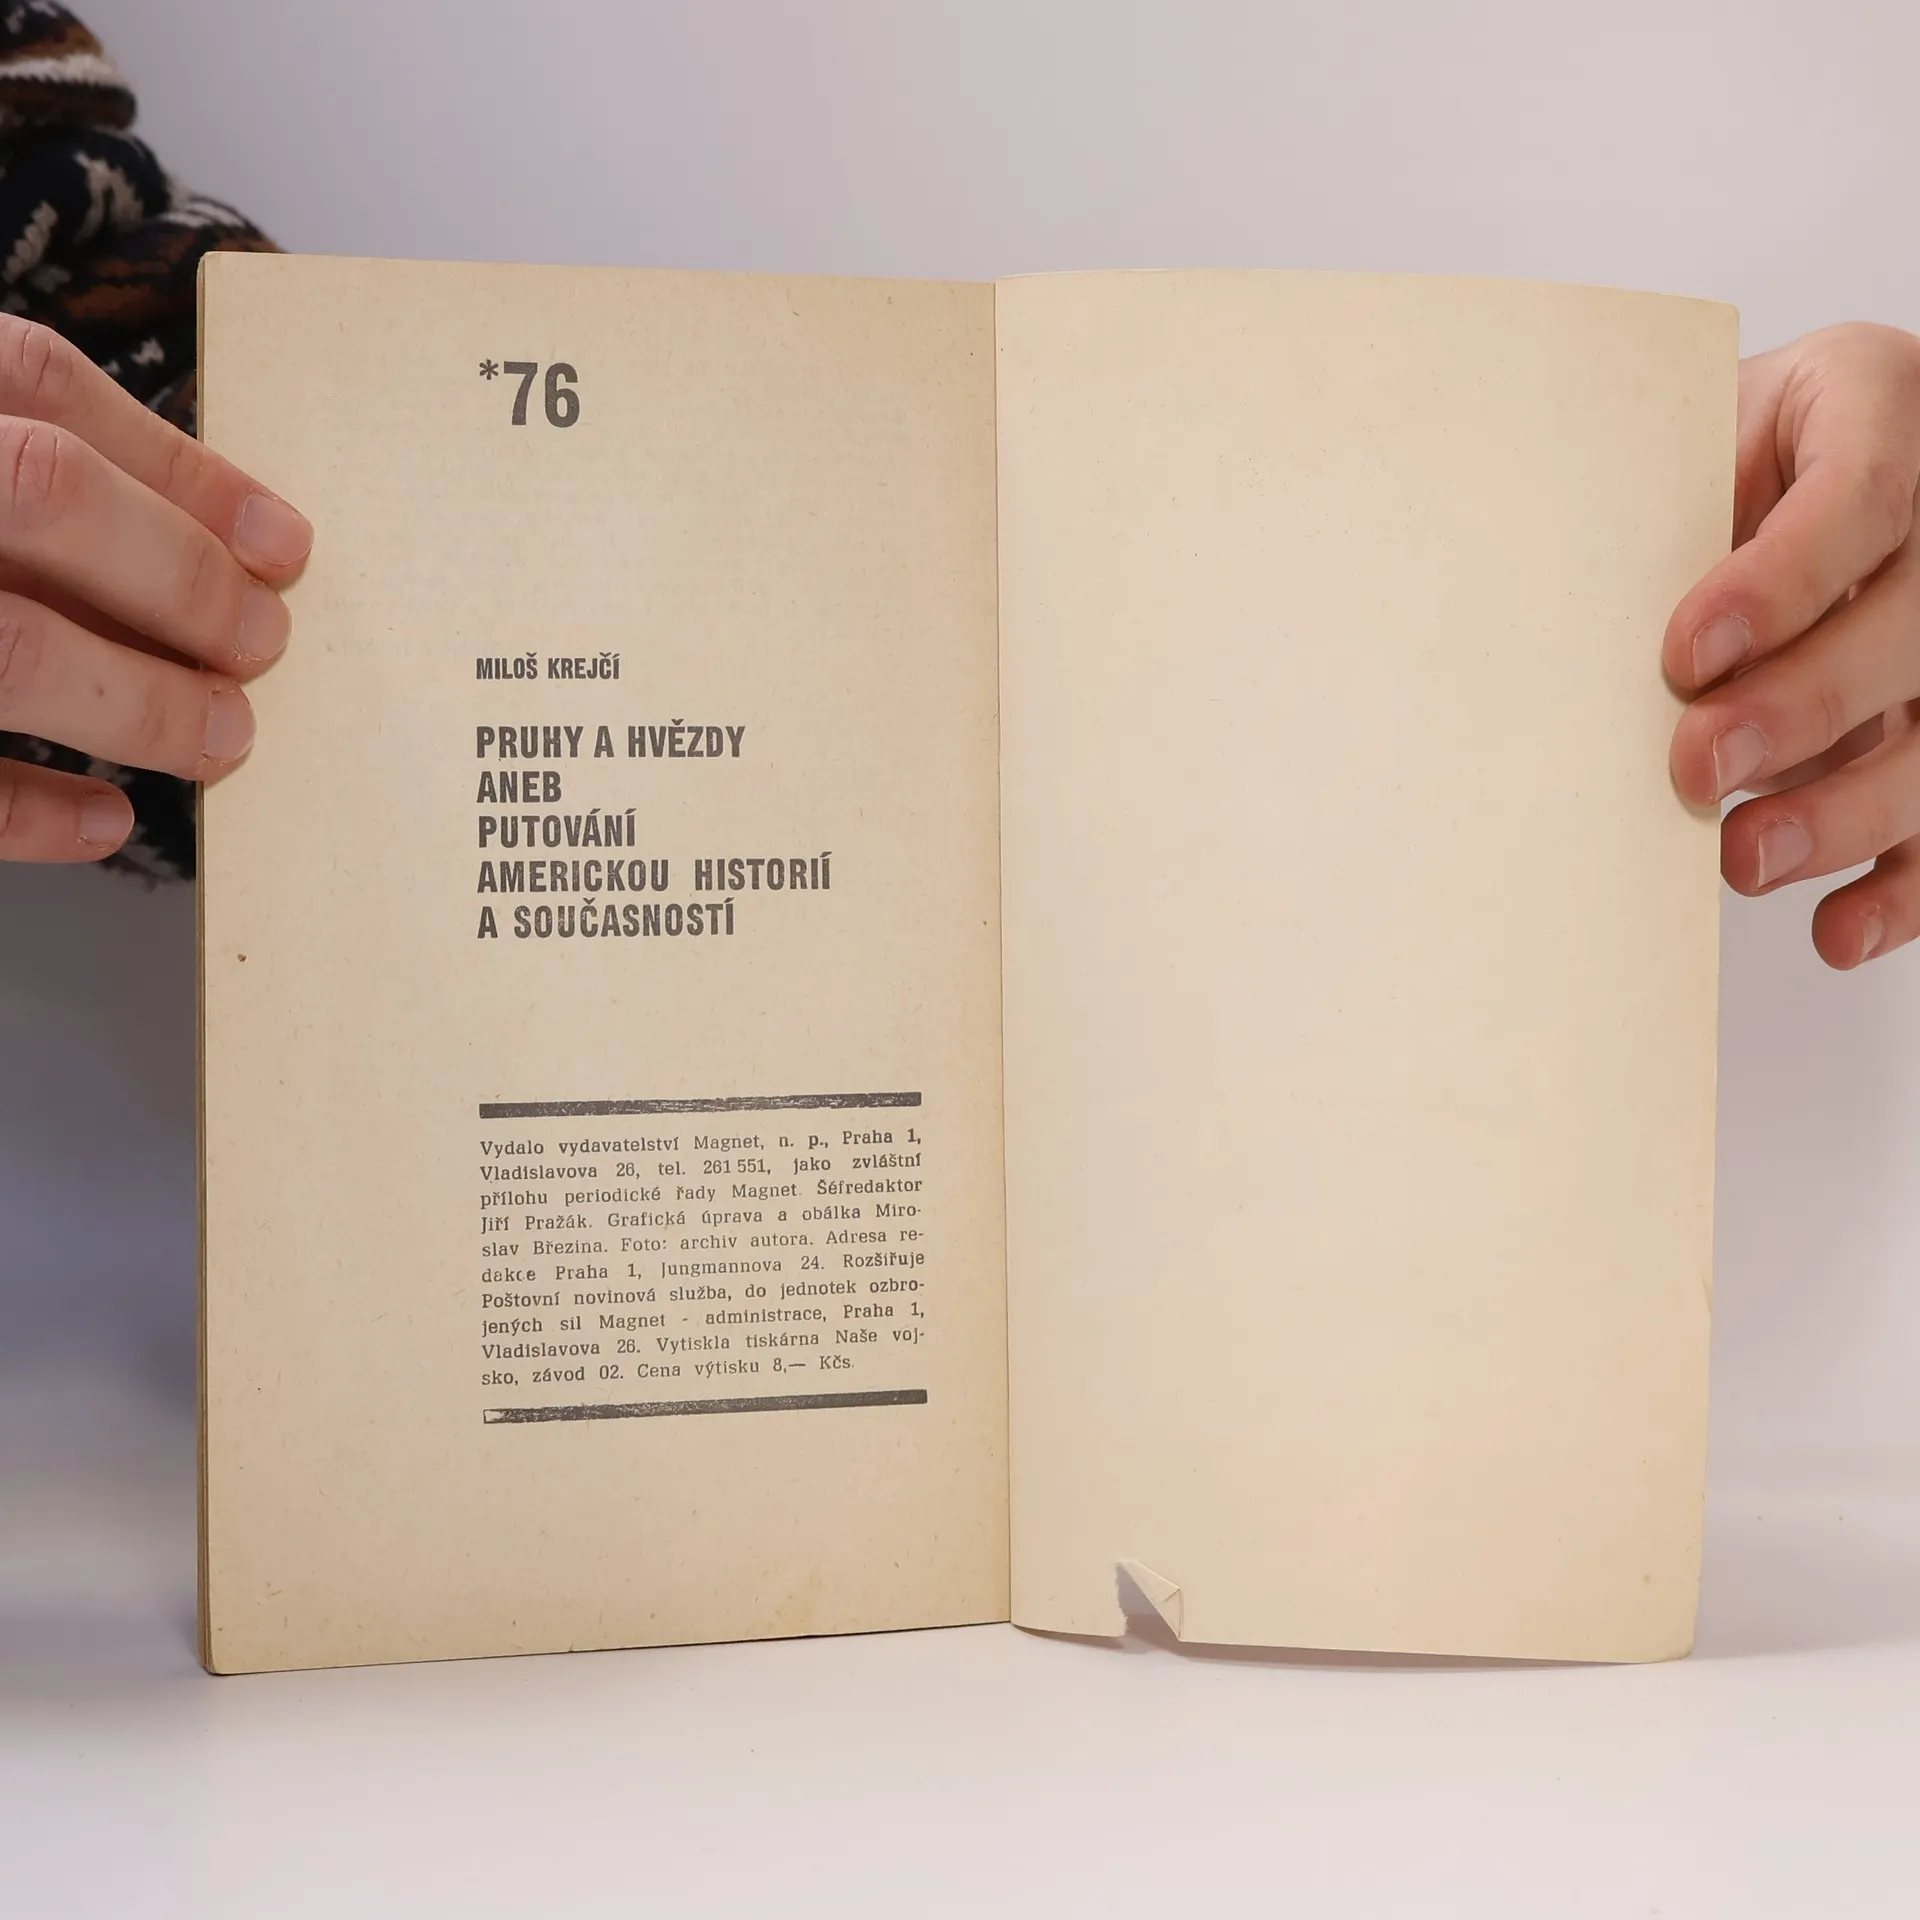 *76
MILOŠ KREJČÍ
PRUHY A HVĚZDY
ANEB
PUTOVÁNÍ
AMERICKOU HISTORIÍ
A SOUČASNOSTÍ
Vydalo vydavatelství Magnet, n. p., Praha 1,
Vladislavova 26, tel. 261 551, jako zvláštní
přílohu periodické řady Magnet. Šéfredaktor
Jiří Pražák. Grafická úprava a obálka Miro-
slav Březina. Foto: archiv autora. Adresa re-
dakce Praha 1, Jungmannova 24. Rozšiřuje
Poštovní novinová služba, do jednotek ozbro-
jených sil Magnet - administrace, Praha 1,
Vladislavova 26. Vytiskla tiskárna Naše voj-
sko, závod 02. Cena výtisku 8,— Kčs.